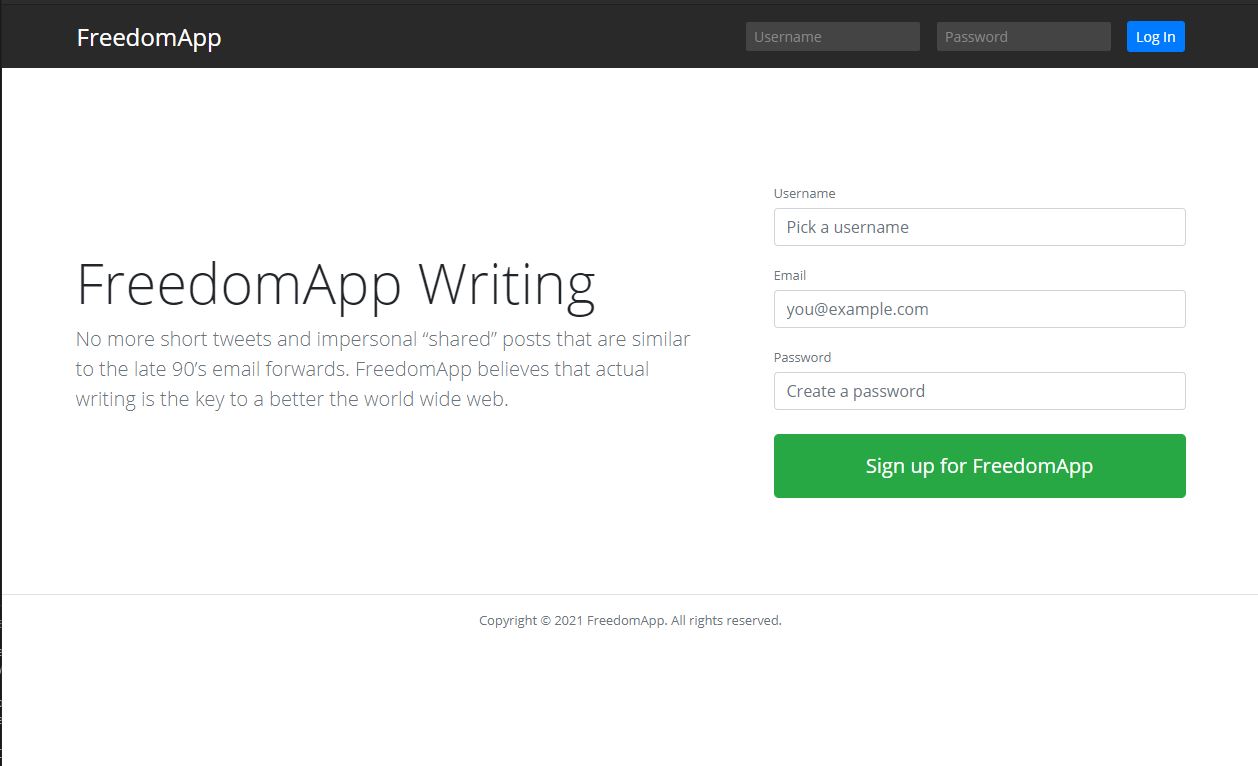 FreedomApp
Username
Password
Log In
FreedomApp Writing
No more short tweets and impersonal “shared” posts that are similar
to the late 90’s email forwards. FreedomApp believes that actual
writing is the key to a better the world wide web.
Username
Pick a username
Email
you@example.com
Password
Create a password
Sign up for FreedomApp
Copyright © 2021 FreedomApp. All rights reserved.